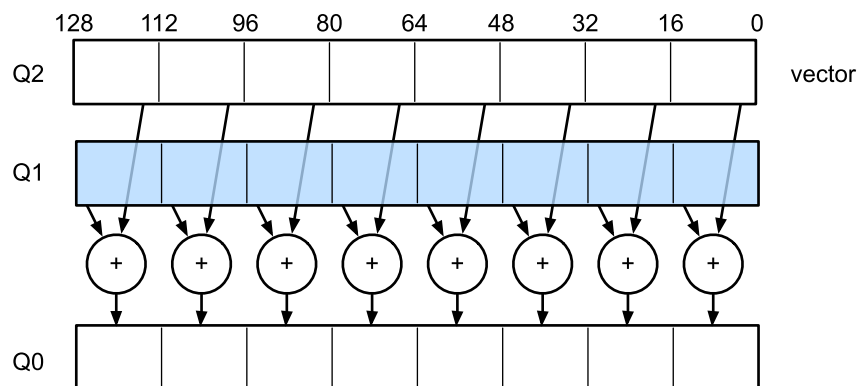 128 112 96 80 64 48 32 16 0
Q2 vector
Q1
+ + + + + + + +
Q0